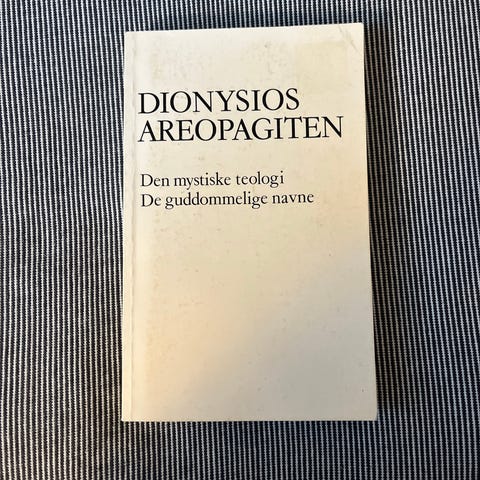 DIONYSIOS
AREOPAGITEN
Den mystiske teologi
De guddommelige navne